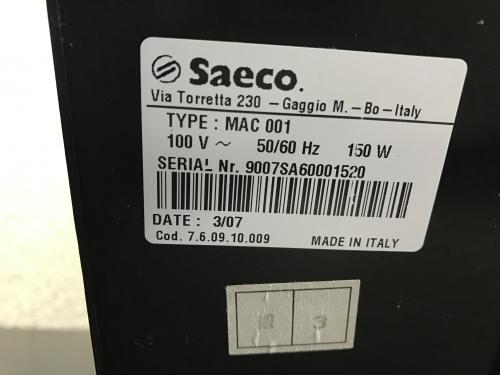 Saeco.
Via Torretta 230 - Gaggio M. - Bo - Italy
TYPE : MAC 001
100 V ~ 50/60 Hz 150 W
SERIAL Nr. 9007SA60001520
DATE : 3/07
Cod. 7.6.09.10.009 MADE IN ITALY
3